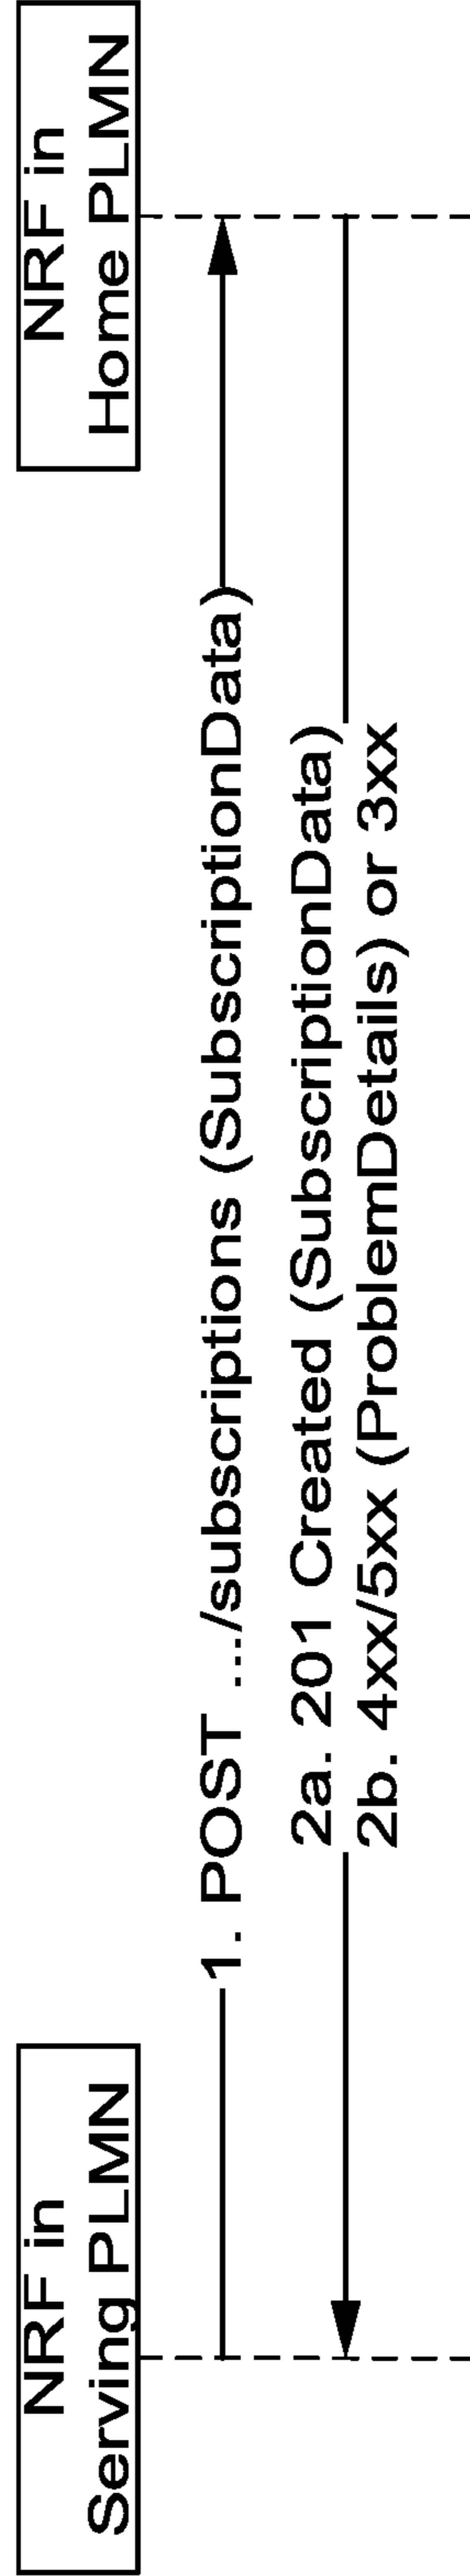 NRF in
Serving PLMN
NRF in
Home PLMN
1. POST .../subscriptions (SubscriptionData)
2a. 201 Created (SubscriptionData)
2b. 4xx/5xx (ProblemDetails) or 3xx